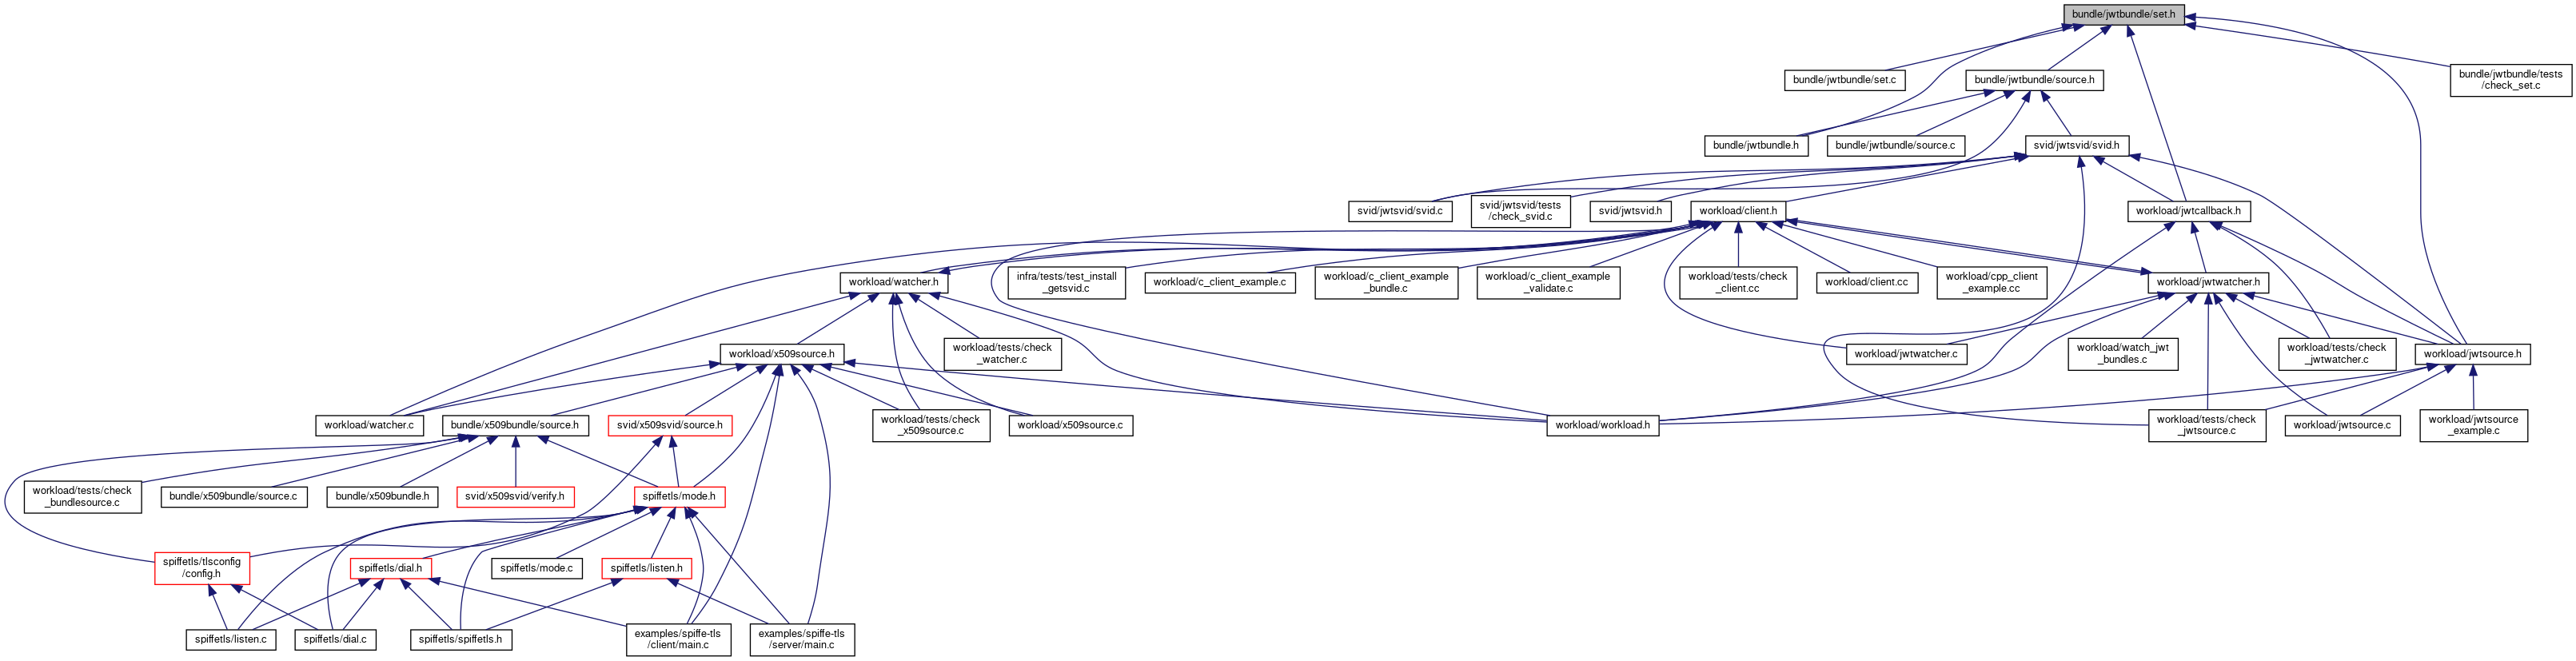 bundle/jwtbundle/set.h
bundle/jwtbundle/set.c
bundle/jwtbundle/source.h
bundle/jwtbundle/tests
/check_set.c
bundle/jwtbundle.h
bundle/jwtbundle/source.c
svid/jwtsvid/svid.h
svid/jwtsvid/svid.c
svid/jwtsvid/tests
/check_svid.c
svid/jwtsvid.h
workload/client.h
workload/jwtcallback.h
workload/watcher.h
infra/tests/test_install
_getsvid.c
workload/c_client_example.c
workload/c_client_example
_bundle.c
workload/c_client_example
_validate.c
workload/tests/check
_client.cc
workload/client.cc
workload/cpp_client
_example.cc
workload/jwtwatcher.h
workload/x509source.h
workload/tests/check
_watcher.c
workload/jwtwatcher.c
workload/watch_jwt
_bundles.c
workload/tests/check
_jwtwatcher.c
workload/jwtsource.h
workload/watcher.c
bundle/x509bundle/source.h
svid/x509svid/source.h
workload/tests/check
_x509source.c
workload/x509source.c
workload/workload.h
workload/tests/check
_jwtsource.c
workload/jwtsource.c
workload/jwtsource
_example.c
workload/tests/check
_bundlesource.c
bundle/x509bundle/source.c
bundle/x509bundle.h
svid/x509svid/verify.h
spiffetls/mode.h
spiffetls/tlsconfig
/config.h
spiffetls/dial.h
spiffetls/mode.c
spiffetls/listen.h
spiffetls/listen.c
spiffetls/dial.c
spiffetls/spiffetls.h
examples/spiffe-tls
/client/main.c
examples/spiffe-tls
/server/main.c